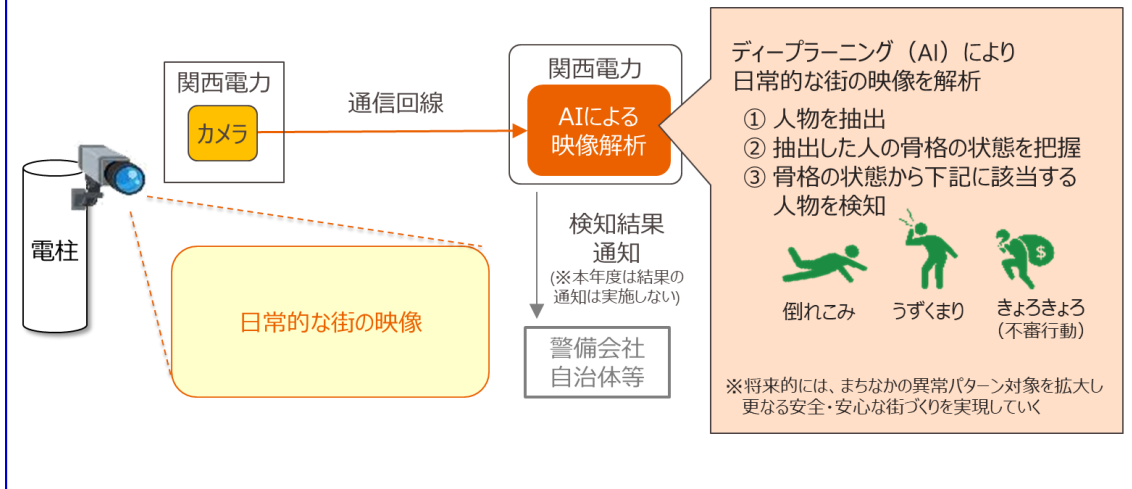 関西電力
カメラ
通信回線
関西電力
AIによる
映像解析
電柱
日常的な街の映像
検知結果
通知
(※本年度は結果の
通知は実施しない)
警備会社
自治体等
ディープラーニング（AI）により
日常的な街の映像を解析
① 人物を抽出
② 抽出した人の骨格の状態を把握
③ 骨格の状態から下記に該当する
人物を検知
$
倒れこみ
うずくまり
きょろきょろ
（不審行動）
※将来的には、まちなかの異常パターン対象を拡大し
更なる安全・安心な街づくりを実現していく